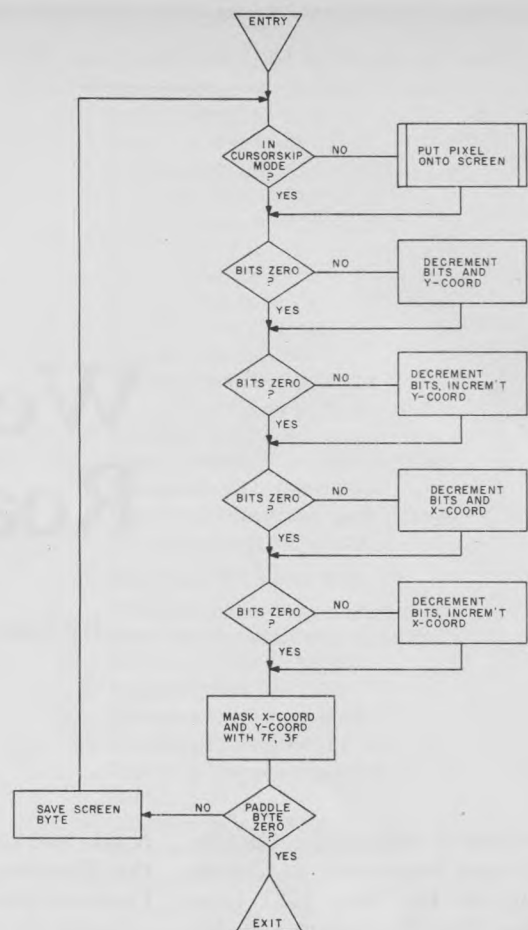 ENTRY
IN
CURSORSKIP
MODE
?
NO
PUT PIXEL
ONTO SCREEN
YES
BITS ZERO
?
NO
DECREMENT
BITS AND
Y-COORD
YES
BITS ZERO
?
NO
DECREMENT
BITS, INCREM'T
Y-COORD
YES
BITS ZERO
?
NO
DECREMENT
BITS AND
X-COORD
YES
BITS ZERO
?
NO
DECREMENT
BITS, INCREM'T
X-COORD
YES
MASK X-COORD
AND Y-COORD
WITH 7F, 3F
SAVE SCREEN
BYTE
NO
PADDLE
BYTE
ZERO
?
YES
EXIT